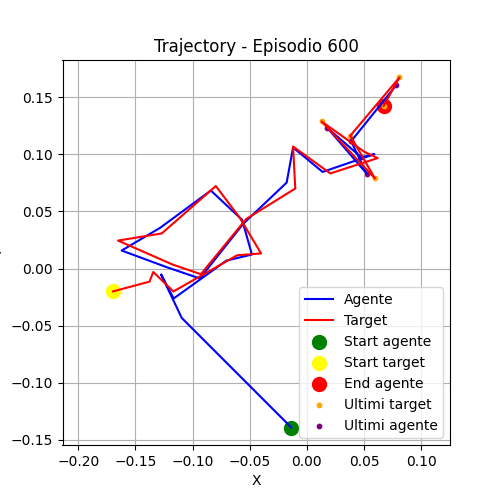 Trajectory - Episodio 600
0.15
0.10
0.05
0.00
−0.05
−0.10
−0.15
−0.20
−0.15
−0.10
−0.05
0.00
0.05
0.10
X
Agente
Target
Start agente
Start target
End agente
Ultimi target
Ultimi agente